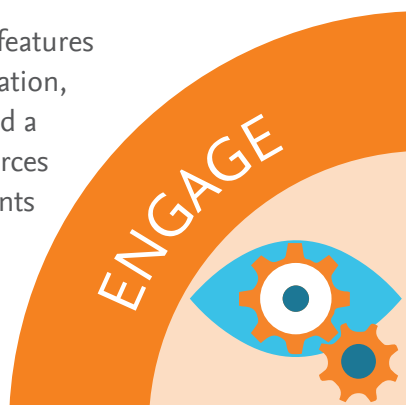 features
ation,
d a
rces
nts
ENGAGE